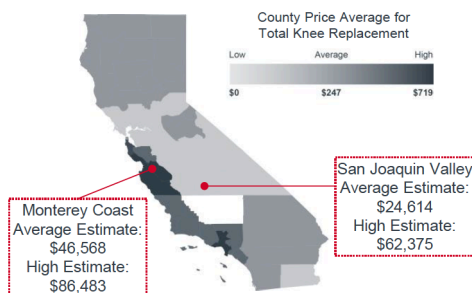 County Price Average for
Total Knee Replacement
Low Average High
$0 $247 $719
San Joaquin Valley
Average Estimate:
$24,614
High Estimate:
$62,375
Monterey Coast
Average Estimate:
$46,568
High Estimate:
$86,483